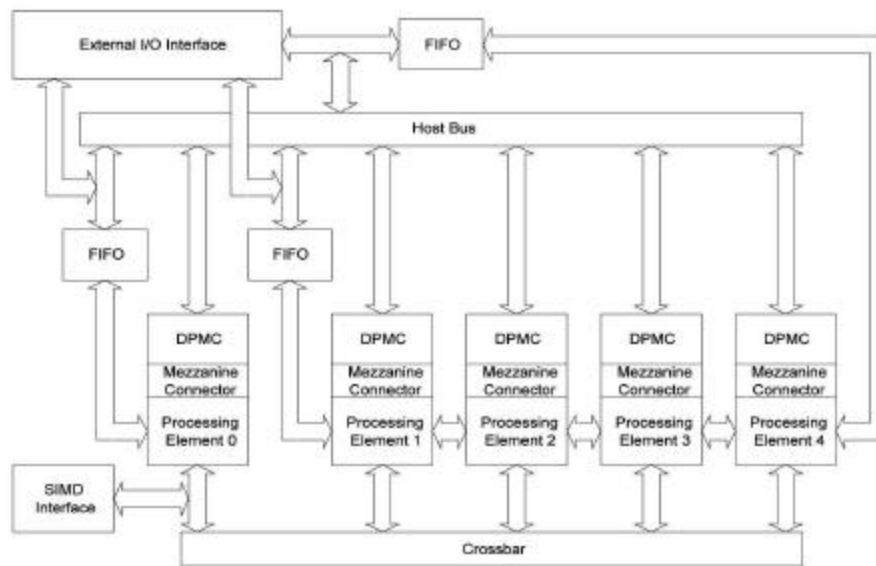 External I/O Interface
FIFO
Host Bus
FIFO
FIFO
DPMC
DPMC
DPMC
DPMC
DPMC
Mezzanine
Connector
Mezzanine
Connector
Mezzanine
Connector
Mezzanine
Connector
Mezzanine
Connector
Processing
Element 0
Processing
Element 1
Processing
Element 2
Processing
Element 3
Processing
Element 4
SIMD
Interface
Crossbar